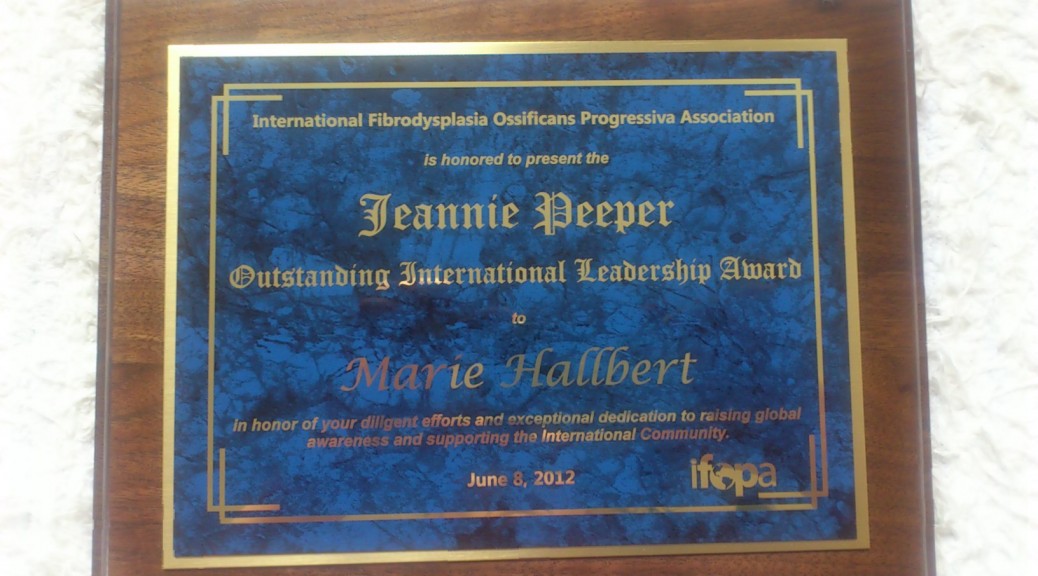 International Fibrodysplasia Ossificans Progressiva Association
is honored to present the
Jeannie Peeper
Outstanding International Leadership Award
to
Marie Hallbert
in honor of your diligent efforts and exceptional dedication to raising global
awareness and supporting the International Community.
June 8, 2012
ifopa